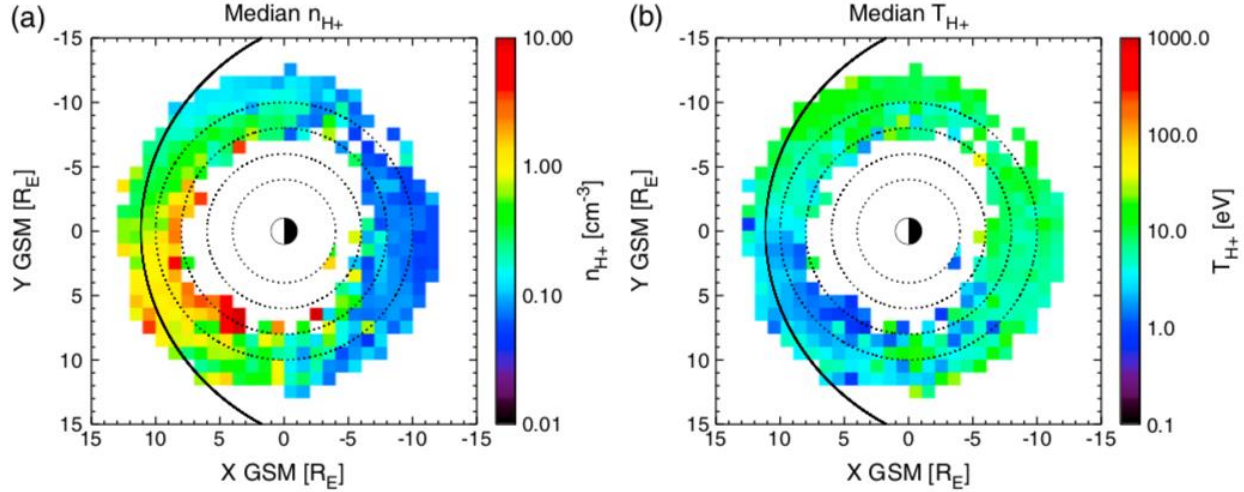 (a) Median n_H+
-15
-10
-5
0
5
10
15
Y GSM [R_E]
15 10 5 0 -5 -10 -15
X GSM [R_E]
10.00
1.00
0.10
0.01
n_H+ [cm^-3]
(b) Median T_H+
-15
-10
-5
0
5
10
15
Y GSM [R_E]
15 10 5 0 -5 -10 -15
X GSM [R_E]
1000.0
100.0
10.0
1.0
0.1
T_H+ [eV]